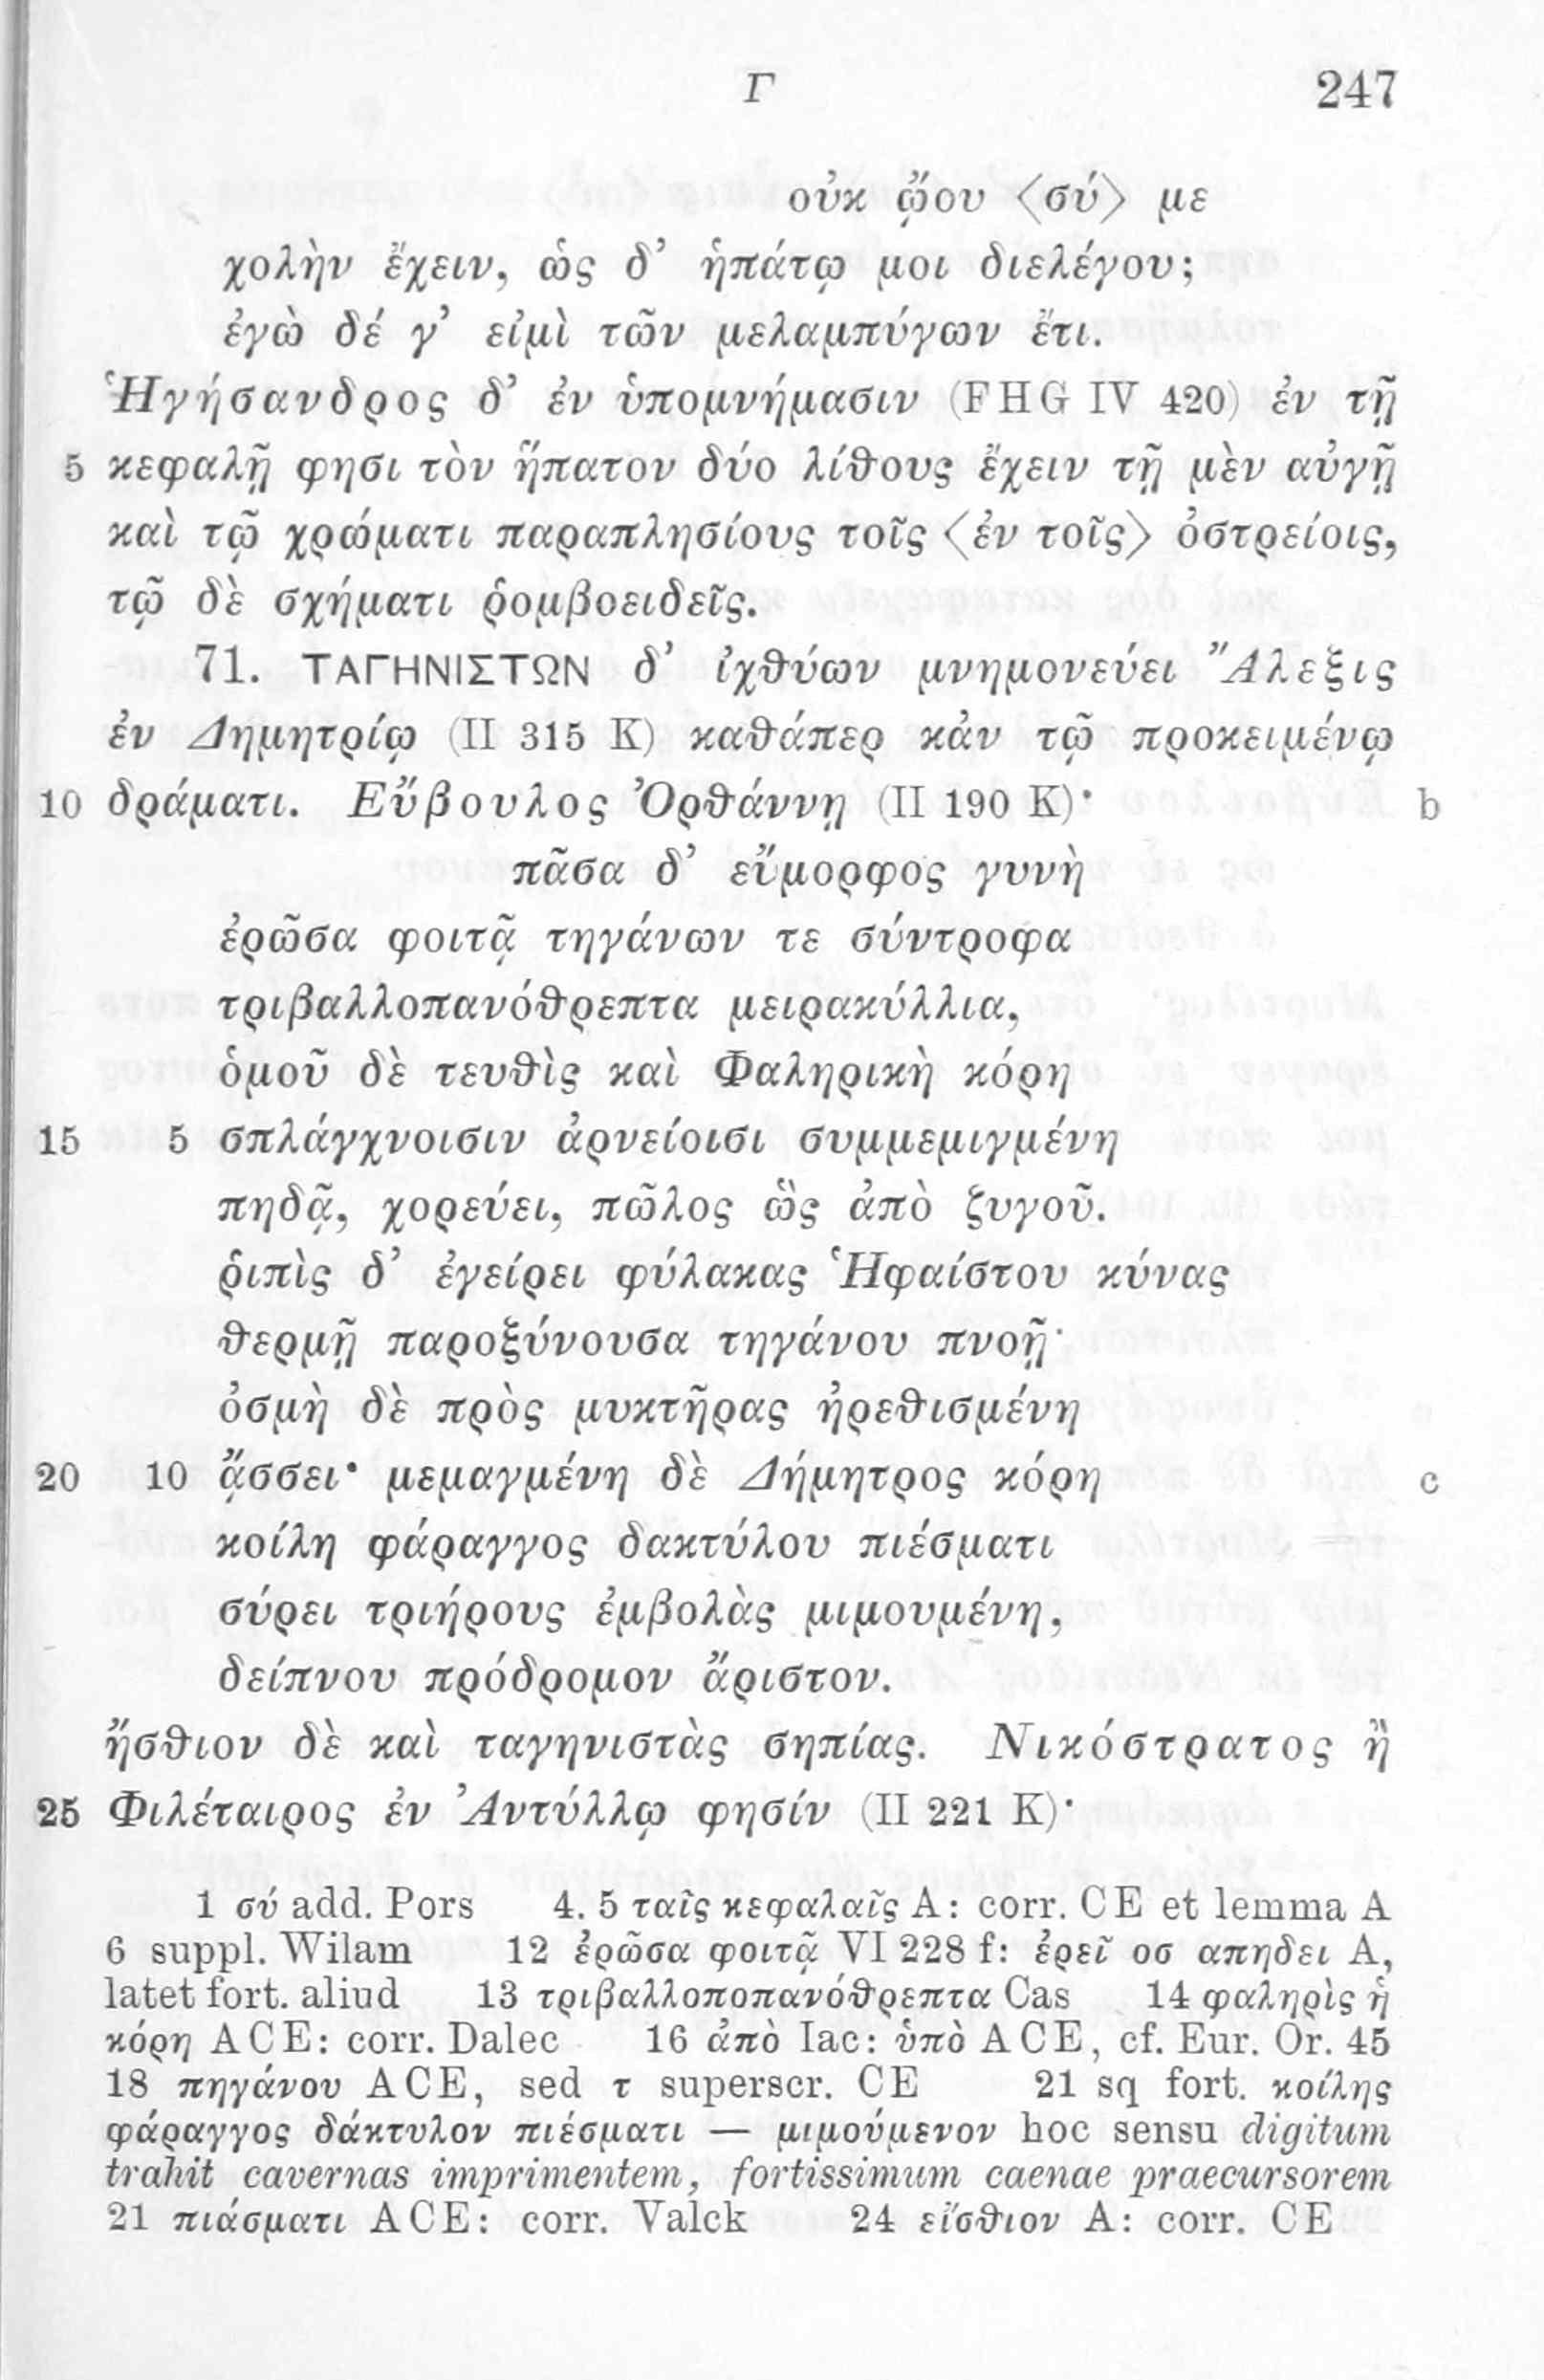 Γ 247
οὐκ ᾤου <σύ> με
χολὴν ἔχειν, ὡς δ’ ἡπάτῳ μοι διελέγου;
ἐγὼ δέ γ’ εἰμὶ τῶν μελαμπύγων ἔτι.
Ἡγήσανδρος δ’ ἐν ὑπομνήμασιν (FHG IV 420) ἐν τῇ
5 κεφαλῇ φησι τὸν ἥπατον δύο λίθους ἔχειν τῇ μὲν αὐγῇ
καὶ τῷ χρώματι παραπλησίους τοῖς <ἐν τοῖς> ὀστρείοις,
τῷ δὲ σχήματι ῥομβοειδεῖς.
71. ΤΑΓΗΝΙΣΤΩΝ δ’ ἰχθύων μνημονεύει Ἄλεξις
ἐν Δημητρίῳ (II 315 K) καθάπερ κἀν τῷ προκειμένῳ
10 δράματι. Εὔβουλος Ὀρθάννῃ (II 190 K)· b
πᾶσα δ’ εὔμορφος γυνὴ
ἐρῶσα φοιτᾷ τηγάνων τε σύντροφα
τριβαλλοπανόθρεπτα μειρακύλλια,
ὁμοῦ δὲ τευθὶς καὶ Φαληρικὴ κόρη
15 5 σπλάγχνοισιν ἀρνείοισι συμμεμιγμένη
πηδᾷ, χορεύει, πῶλος ὣς ἀπὸ ζυγοῦ.
ῥιπὶς δ’ ἐγείρει φύλακας Ἡφαίστου κύνας
θερμῇ παροξύνουσα τηγάνου πνοῇ·
ὀσμὴ δὲ πρὸς μυκτῆρας ἠρεθισμένη
20 10 ᾄσσει· μεμαγμένη δὲ Δήμητρος κόρη c
κοίλη φάραγγος δακτύλου πιέσματι
σύρει τριήρους ἐμβολὰς μιμουμένη,
δείπνου πρόδρομον ἄριστον.
ἤσθιον δὲ καὶ ταγηνιστὰς σηπίας. Νικόστρατος ἢ
25 Φιλέταιρος ἐν Ἀντύλλῳ φησίν (II 221 K)·
1 σύ add. Pors 4. 5 ταῖς κεφαλαῖς A: corr. CE et lemma A
6 suppl. Wilam 12 ἐρῶσα φοιτᾷ VI 228 f: ἐρεῖ οσ απηδει A,
latet fort. aliud 13 τριβαλλοποπανόθρεπτα Cas 14 φαληρὶς ἡ
κόρη ACE: corr. Dalec 16 ἀπὸ Iac: ὑπὸ ACE, cf. Eur. Or. 45
18 πηγάνου ACE, sed τ superscr. CE 21 sq fort. κοίλης
φάραγγος δάκτυλον πιέσματι — μιμούμενον hoc sensu digitum
trahit cavernas imprimentem, fortissimum caenae praecursorem
21 πιάσματι ACE: corr. Valck 24 εἴσθιον A: corr. CE